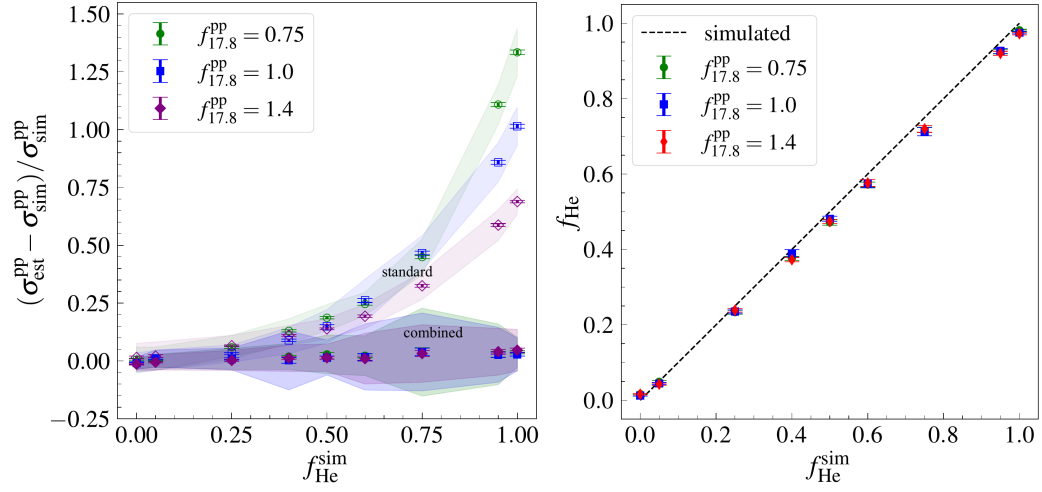 1.50
1.25
1.00
0.75
0.50
0.25
0.00
−0.25
(σ^pp_est − σ^pp_sim) / σ^pp_sim
f^pp_17.8 = 0.75
f^pp_17.8 = 1.0
f^pp_17.8 = 1.4
standard
combined
0.00 0.25 0.50 0.75 1.00
f^sim_He
1.0
0.8
0.6
0.4
0.2
0.0
f_He
simulated
f^pp_17.8 = 0.75
f^pp_17.8 = 1.0
f^pp_17.8 = 1.4
0.0 0.2 0.4 0.6 0.8 1.0
f^sim_He